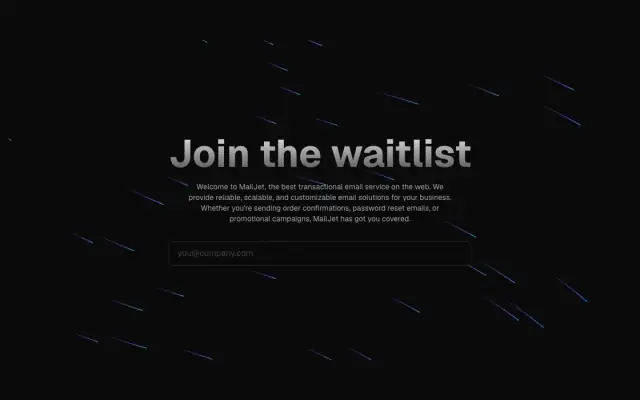 Join the waitlist
Welcome to MailJet, the best transactional email service on the web. We
provide reliable, scalable, and customizable email solutions for your business.
Whether you're sending order confirmations, password reset emails, or
promotional campaigns, MailJet has got you covered.
you@company.com